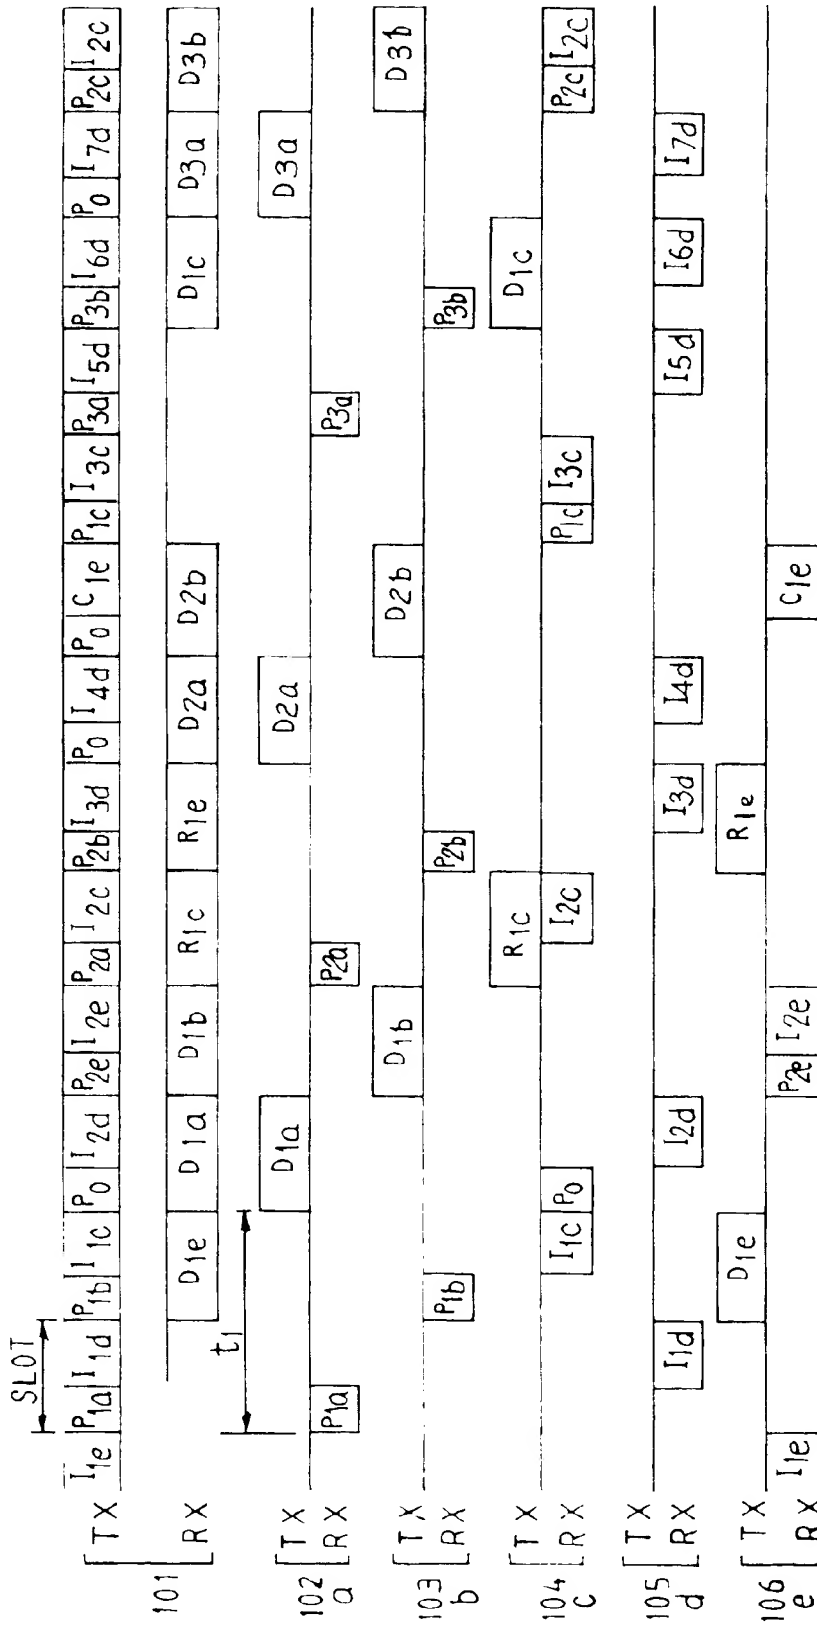 SLOT
101 TX I1e P1a I1d P1b I1c P0 I2d P2e I2e P2a I2c P2b I3d P0 I4d P0 C1e P1c I3c P3a I5d P3b I6d P0 I7d P2c I2c
RX D1e D1a D1b R1c R1e D2a D2b D1c D3a D3b
t1
102 a TX D1a D2a D3a
RX P1a P2a P3a
103 b TX D1b D2b D3b
RX P1b P2b P3b
104 c TX R1c D1c
RX I1c P0 I2c P1c I3c P2c I2c
105 d TX
RX I1d I2d I3d I4d I5d I6d I7d
106 e TX D1e R1e
RX I1e P2e I2e C1e